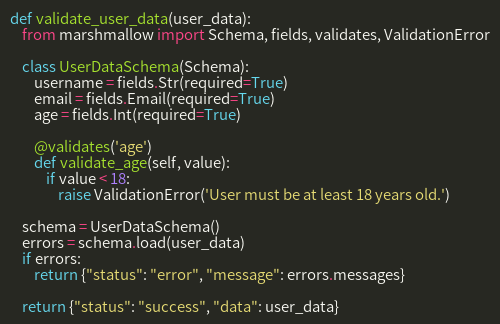 def validate_user_data(user_data):
    from marshmallow import Schema, fields, validates, ValidationError

    class UserDataSchema(Schema):
        username = fields.Str(required=True)
        email = fields.Email(required=True)
        age = fields.Int(required=True)

        @validates('age')
        def validate_age(self, value):
            if value < 18:
                raise ValidationError('User must be at least 18 years old.')

    schema = UserDataSchema()
    errors = schema.load(user_data)
    if errors:
        return {"status": "error", "message": errors.messages}

    return {"status": "success", "data": user_data}